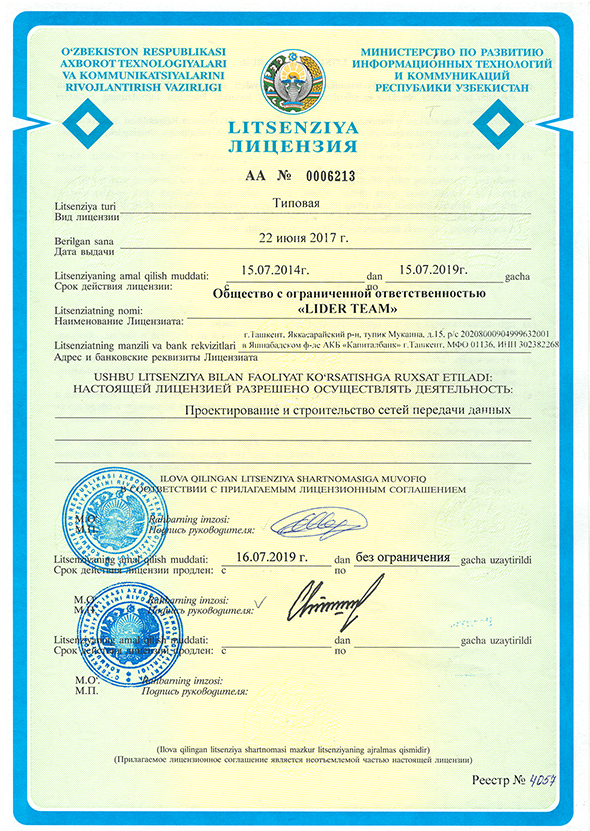 O‘ZBEKISTON RESPUBLIKASI
AXBOROT TEXNOLOGIYALARI
VA KOMMUNIKATSIYALARINI
RIVOJLANTIRISH VAZIRLIGI
МИНИСТЕРСТВО ПО РАЗВИТИЮ
ИНФОРМАЦИОННЫХ ТЕХНОЛОГИЙ
И КОММУНИКАЦИЙ
РЕСПУБЛИКИ УЗБЕКИСТАН
LITSENZIYA
ЛИЦЕНЗИЯ
АА № 0006213
Litsenziya turi
Типовая
Вид лицензии
Berilgan sana
22 июня 2017 г.
Дата выдачи
Litsenziyaning amal qilish muddati: 15.07.2014г. dan 15.07.2019г. gacha
Срок действия лицензии: с по
Общество с ограниченной ответственностью
Litsenziatning nomi: «LIDER TEAM»
Наименование Лицензиата:
г.Ташкент, Яккасарайский р-н, тупик Мукаппа, д.15, р/с 20208000904999632001
Litsenziatning manzili va bank rekvizitlari в Яшнабадском ф-ле АКБ «Капиталбанк» г.Ташкент, МФО 01136, ИНН 302382268
Адрес и банковские реквизиты Лицензиата
USHBU LITSENZIYA BILAN FAOLIYAT KO‘RSATISHGA RUXSAT ETILADI:
НАСТОЯЩЕЙ ЛИЦЕНЗИЕЙ РАЗРЕШЕНО ОСУЩЕСТВЛЯТЬ ДЕЯТЕЛЬНОСТЬ:
Проектирование и строительство сетей передачи данных
ILOVA QILINGAN LITSENZIYA SHARTNOMASIGA MUVOFIQ
В СООТВЕТСТВИИ С ПРИЛАГАЕМЫМ ЛИЦЕНЗИОННЫМ СОГЛАШЕНИЕМ
M.O‘. Rahbarning imzosi:
М.П. Подпись руководителя:
Litsenziyaning amal qilish muddati: 16.07.2019 г. dan без ограничения gacha uzaytirildi
Срок действия лицензии продлен: с по
M.O‘. Rahbarning imzosi:
М.П. Подпись руководителя:
Litsenziyaning amal qilish muddati: dan gacha uzaytirildi
Срок действия лицензии продлен: с по
M.O‘. Rahbarning imzosi:
М.П. Подпись руководителя:
(Ilova qilingan litsenziya shartnomasi mazkur litsenziyaning ajralmas qismidir)
(Прилагаемое лицензионное соглашение является неотъемлемой частью настоящей лицензии)
Реестр № 4057